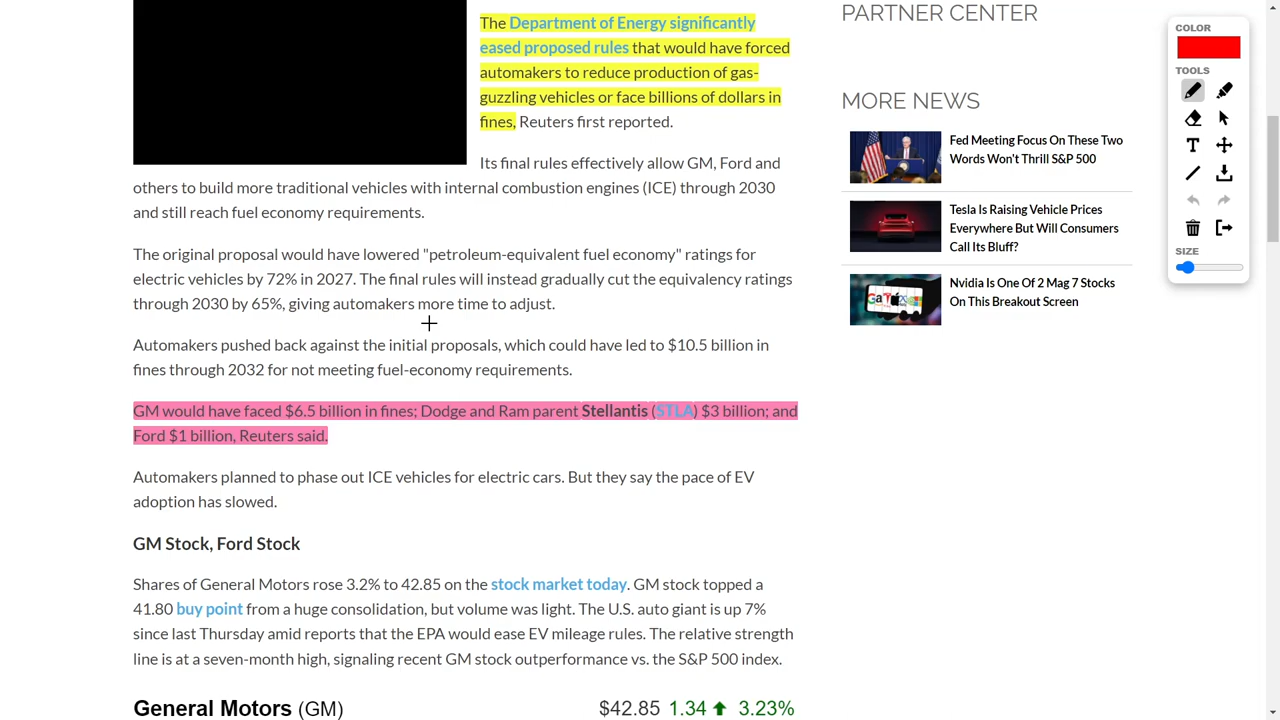 The Department of Energy significantly
eased proposed rules that would have forced
automakers to reduce production of gas-
guzzling vehicles or face billions of dollars in
fines, Reuters first reported.
Its final rules effectively allow GM, Ford and
others to build more traditional vehicles with internal combustion engines (ICE) through 2030
and still reach fuel economy requirements.
The original proposal would have lowered "petroleum-equivalent fuel economy" ratings for
electric vehicles by 72% in 2027. The final rules will instead gradually cut the equivalency ratings
through 2030 by 65%, giving automakers more time to adjust.
Automakers pushed back against the initial proposals, which could have led to $10.5 billion in
fines through 2032 for not meeting fuel-economy requirements.
GM would have faced $6.5 billion in fines; Dodge and Ram parent Stellantis (STLA) $3 billion; and
Ford $1 billion, Reuters said.
Automakers planned to phase out ICE vehicles for electric cars. But they say the pace of EV
adoption has slowed.
GM Stock, Ford Stock
Shares of General Motors rose 3.2% to 42.85 on the stock market today. GM stock topped a
41.80 buy point from a huge consolidation, but volume was light. The U.S. auto giant is up 7%
since last Thursday amid reports that the EPA would ease EV mileage rules. The relative strength
line is at a seven-month high, signaling recent GM stock outperformance vs. the S&P 500 index.
General Motors (GM) $42.85 1.34 3.23%
PARTNER CENTER
MORE NEWS
Fed Meeting Focus On These Two
Words Won't Thrill S&P 500
Tesla Is Raising Vehicle Prices
Everywhere But Will Consumers
Call Its Bluff?
Nvidia Is One Of 2 Mag 7 Stocks
On This Breakout Screen
COLOR
TOOLS
T
SIZE